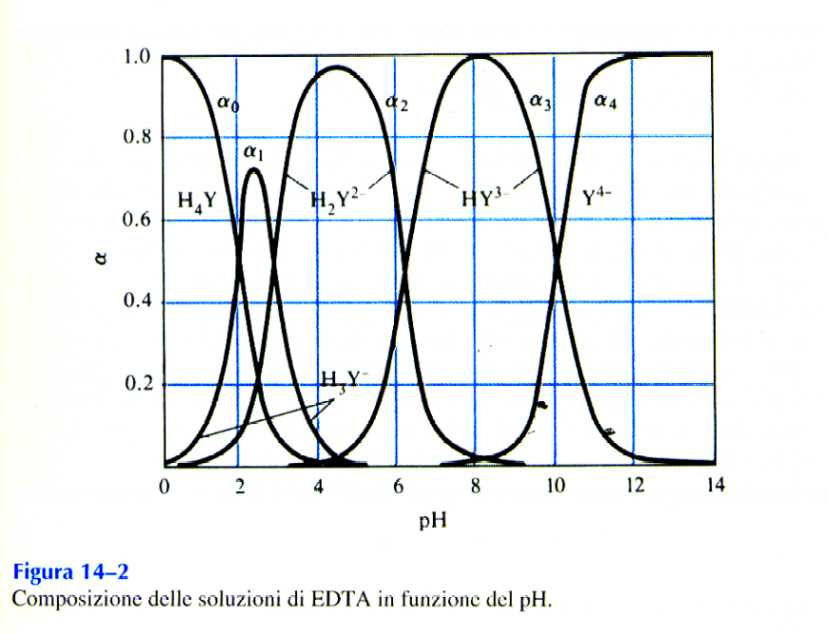 1.0
α₀
α₂
α₃
α₄
0.8
α₁
H₄Y
H₂Y²⁻
HY³⁻
Y⁴⁻
0.6
α
0.4
H₃Y⁻
0.2
0 2 4 6 8 10 12 14
pH
Figura 14–2
Composizione delle soluzioni di EDTA in funzione del pH.